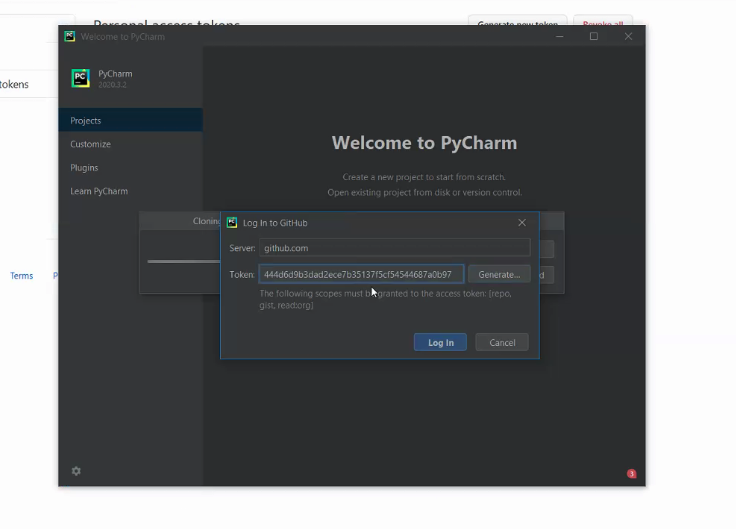 Personal access tokens
Generate new token
Revoke all
Welcome to PyCharm
PyCharm
2020.3.2
tokens
Projects
Customize
Plugins
Learn PyCharm
Welcome to PyCharm
Create a new project to start from scratch.
Open existing project from disk or version control.
Cloning
Log In to GitHub
Server: github.com
Token: 444d6d9b3dad2ece7b35137f5cf54544687a0b97 Generate...
The following scopes must be granted to the access token: [repo,
gist, read:org]
Log In
Cancel
Terms
P
d
3